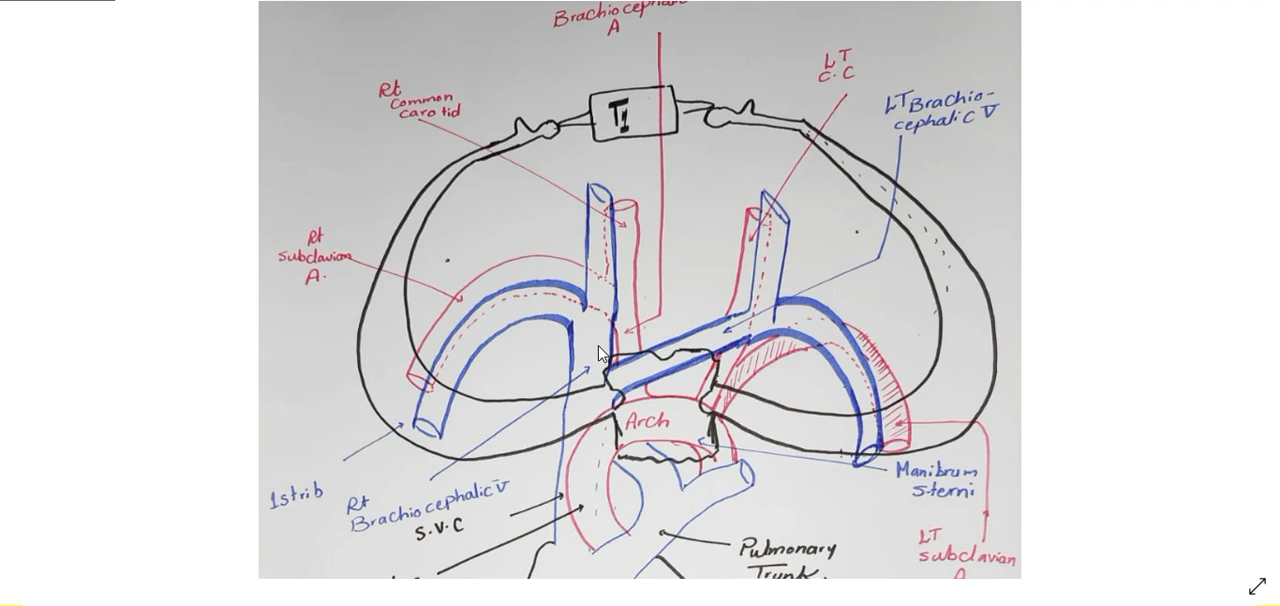 Brachiocephalic
A
LT
C.C
Rt
Common
carotid
T1
LT Brachio-
cephalic V
Rt
subclavian
A.
Arch
Manibrum
sterni
1st rib
Rt
Brachiocephalic V
S.V.C
Pulmonary
Trunk.
LT
subclavian
A